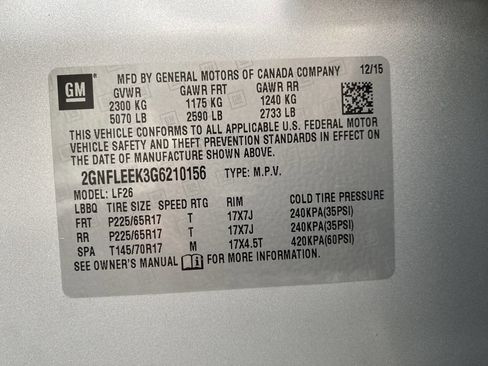 GM
MFD BY GENERAL MOTORS OF CANADA COMPANY 12/15
GVWR GAWR FRT GAWR RR
2300 KG 1175 KG 1240 KG
5070 LB 2590 LB 2733 LB
THIS VEHICLE CONFORMS TO ALL APPLICABLE U.S. FEDERAL MOTOR
VEHICLE SAFETY AND THEFT PREVENTION STANDARDS IN EFFECT ON
THE DATE OF MANUFACTURE SHOWN ABOVE.
2GNFLEEK3G6210156 TYPE: M.P.V.
MODEL: LF26
LBBQ TIRE SIZE SPEED RTG RIM COLD TIRE PRESSURE
FRT P225/65R17 T 17X7J 240KPA(35PSI)
RR P225/65R17 T 17X7J 240KPA(35PSI)
SPA T145/70R17 M 17X4.5T 420KPA(60PSI)
SEE OWNER'S MANUAL FOR MORE INFORMATION.